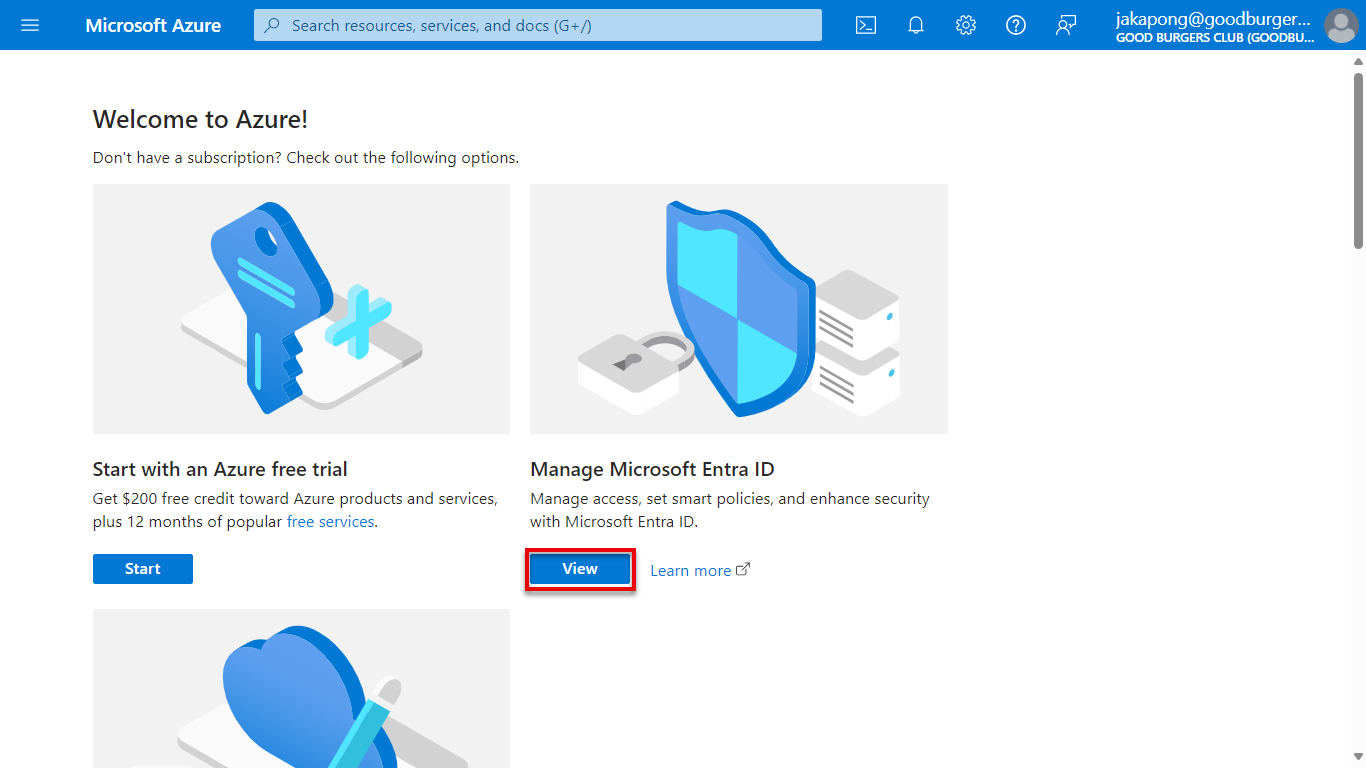 Microsoft Azure
Search resources, services, and docs (G+/)
jakapong@goodburger...
GOOD BURGERS CLUB (GOODBU...
Welcome to Azure!
Don't have a subscription? Check out the following options.
Start with an Azure free trial
Get $200 free credit toward Azure products and services,
plus 12 months of popular free services.
Start
Manage Microsoft Entra ID
Manage access, set smart policies, and enhance security
with Microsoft Entra ID.
View
Learn more